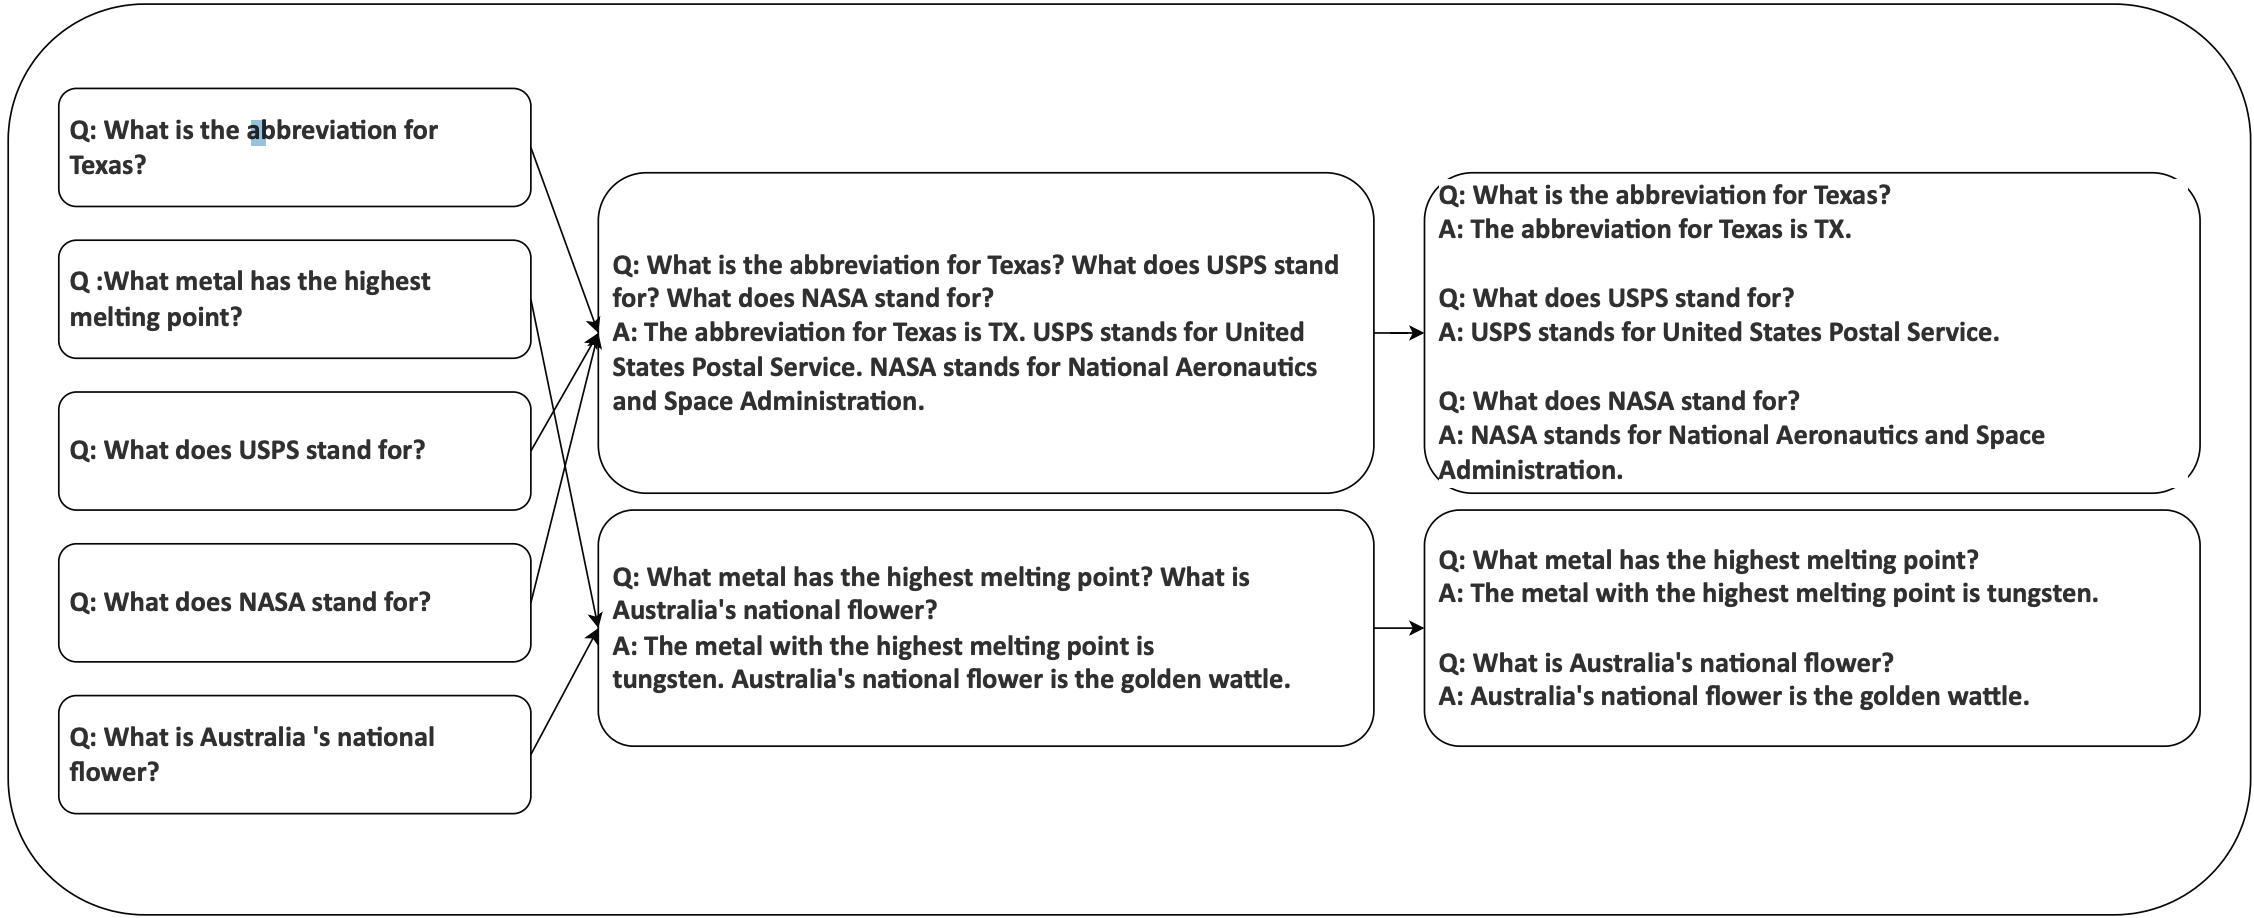 Q: What is the abbreviation for
Texas?
Q :What metal has the highest
melting point?
Q: What does USPS stand for?
Q: What does NASA stand for?
Q: What is Australia 's national
flower?
Q: What is the abbreviation for Texas? What does USPS stand
for? What does NASA stand for?
A: The abbreviation for Texas is TX. USPS stands for United
States Postal Service. NASA stands for National Aeronautics
and Space Administration.
Q: What metal has the highest melting point? What is
Australia's national flower?
A: The metal with the highest melting point is
tungsten. Australia's national flower is the golden wattle.
Q: What is the abbreviation for Texas?
A: The abbreviation for Texas is TX.
Q: What does USPS stand for?
A: USPS stands for United States Postal Service.
Q: What does NASA stand for?
A: NASA stands for National Aeronautics and Space
Administration.
Q: What metal has the highest melting point?
A: The metal with the highest melting point is tungsten.
Q: What is Australia's national flower?
A: Australia's national flower is the golden wattle.